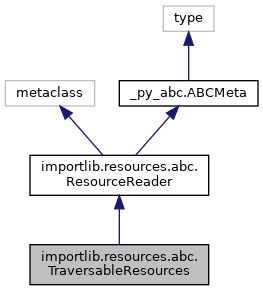 type
metaclass
_py_abc.ABCMeta
importlib.resources.abc.
ResourceReader
importlib.resources.abc.
TraversableResources